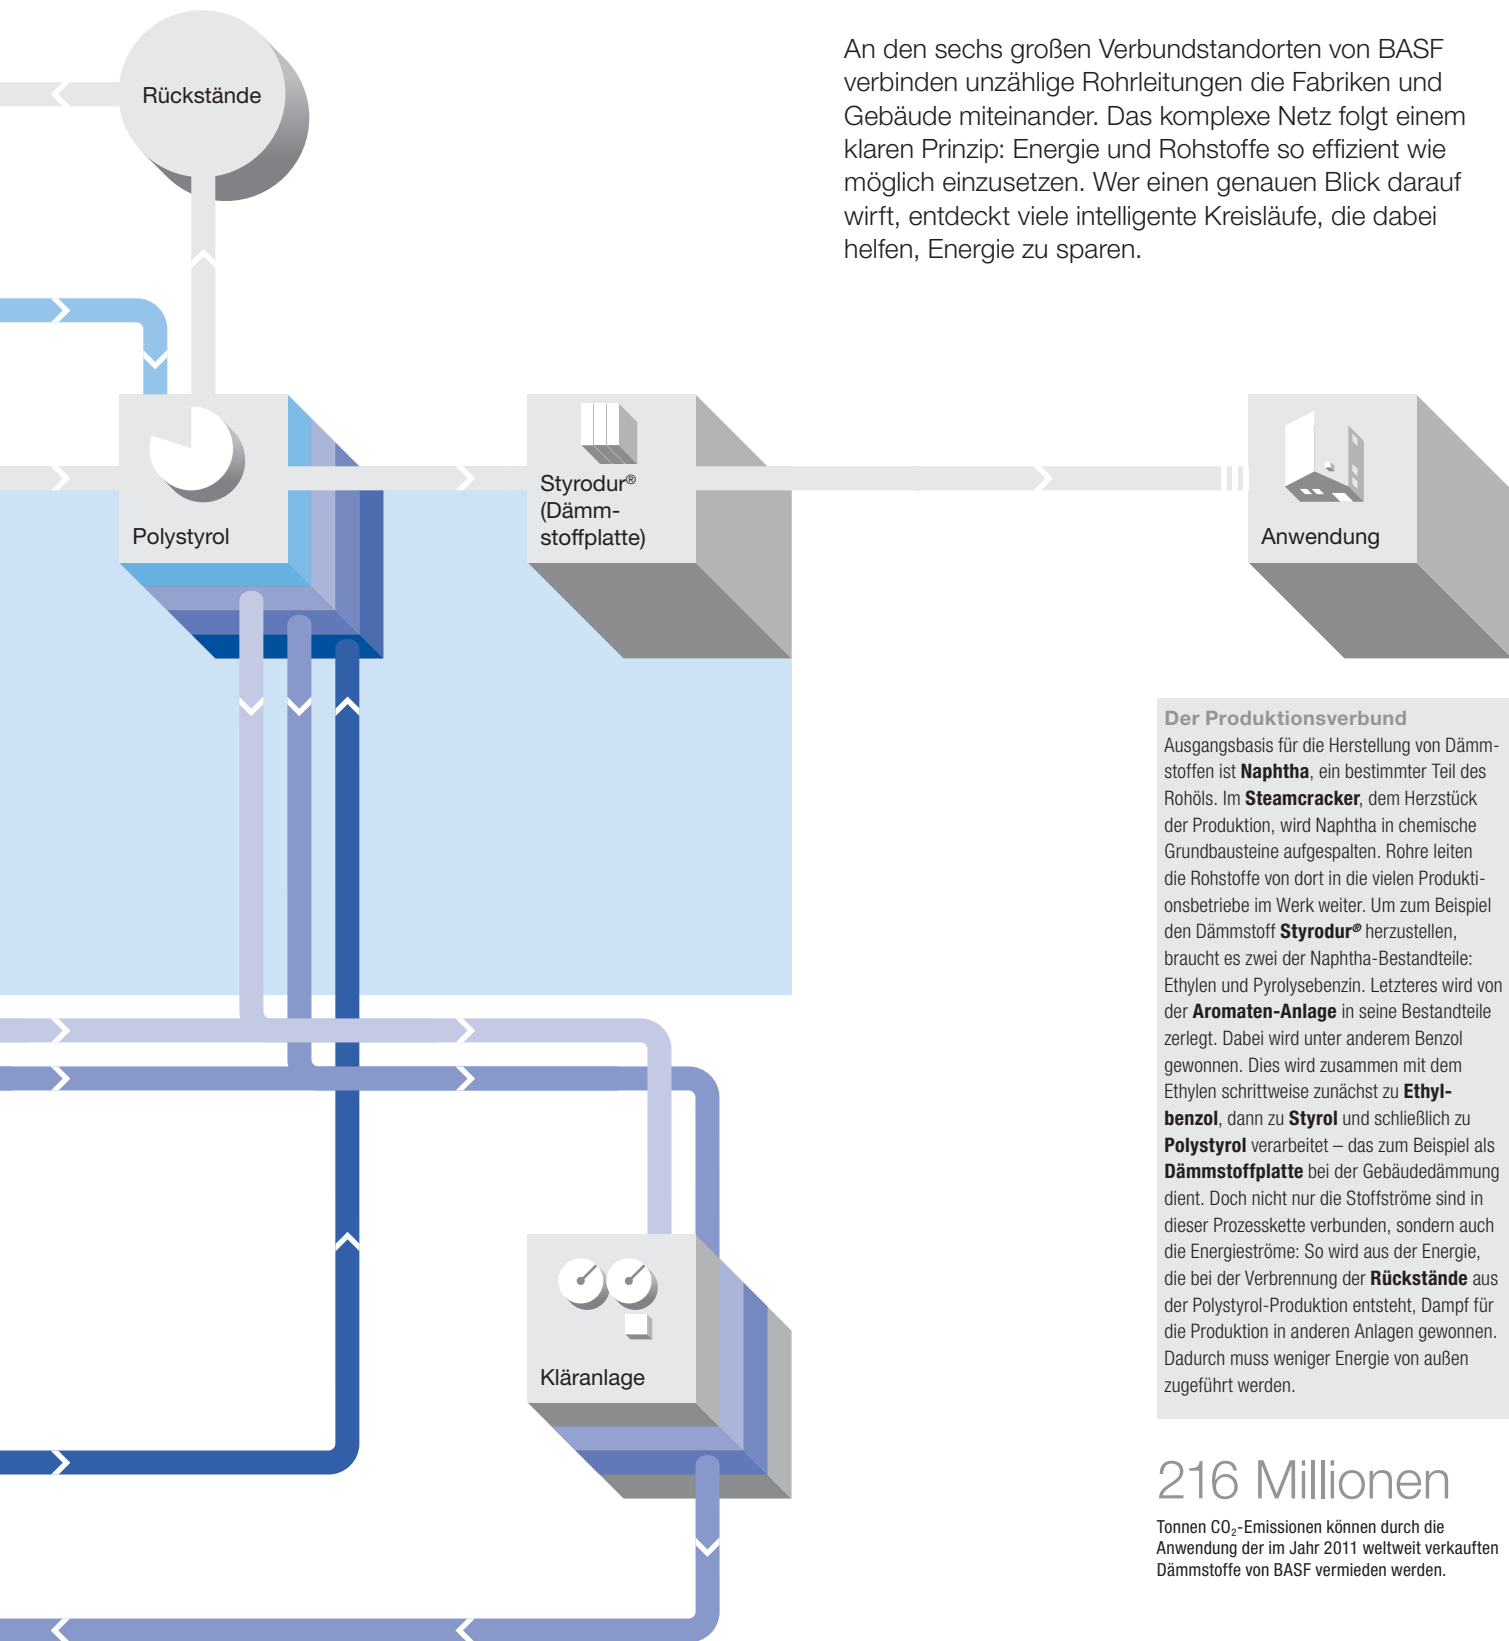 An den sechs großen Verbundstandorten von BASF
verbinden unzählige Rohrleitungen die Fabriken und
Gebäude miteinander. Das komplexe Netz folgt einem
klaren Prinzip: Energie und Rohstoffe so effizient wie
möglich einzusetzen. Wer einen genauen Blick darauf
wirft, entdeckt viele intelligente Kreisläufe, die dabei
helfen, Energie zu sparen.
Rückstände
Polystyrol
Styrodur®
(Dämm-
stoffplatte)
Anwendung
Kläranlage
Der Produktionsverbund
Ausgangsbasis für die Herstellung von Dämm-
stoffen ist Naphtha, ein bestimmter Teil des
Rohöls. Im Steamcracker, dem Herzstück
der Produktion, wird Naphtha in chemische
Grundbausteine aufgespalten. Rohre leiten
die Rohstoffe von dort in die vielen Produkti-
onsbetriebe im Werk weiter. Um zum Beispiel
den Dämmstoff Styrodur® herzustellen,
braucht es zwei der Naphtha-Bestandteile:
Ethylen und Pyrolysebenzin. Letzteres wird von
der Aromaten-Anlage in seine Bestandteile
zerlegt. Dabei wird unter anderem Benzol
gewonnen. Dies wird zusammen mit dem
Ethylen schrittweise zunächst zu Ethyl-
benzol, dann zu Styrol und schließlich zu
Polystyrol verarbeitet – das zum Beispiel als
Dämmstoffplatte bei der Gebäudedämmung
dient. Doch nicht nur die Stoffströme sind in
dieser Prozesskette verbunden, sondern auch
die Energieströme: So wird aus der Energie,
die bei der Verbrennung der Rückstände aus
der Polystyrol-Produktion entsteht, Dampf für
die Produktion in anderen Anlagen gewonnen.
Dadurch muss weniger Energie von außen
zugeführt werden.
216 Millionen
Tonnen CO₂-Emissionen können durch die
Anwendung der im Jahr 2011 weltweit verkauften
Dämmstoffe von BASF vermieden werden.